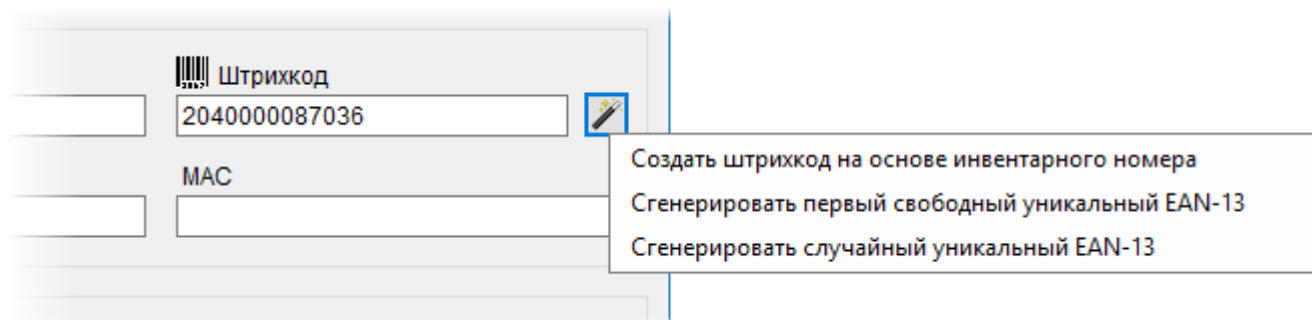 Штрихкод
2040000087036
MAC
Создать штрихкод на основе инвентарного номера
Сгенерировать первый свободный уникальный EAN-13
Сгенерировать случайный уникальный EAN-13